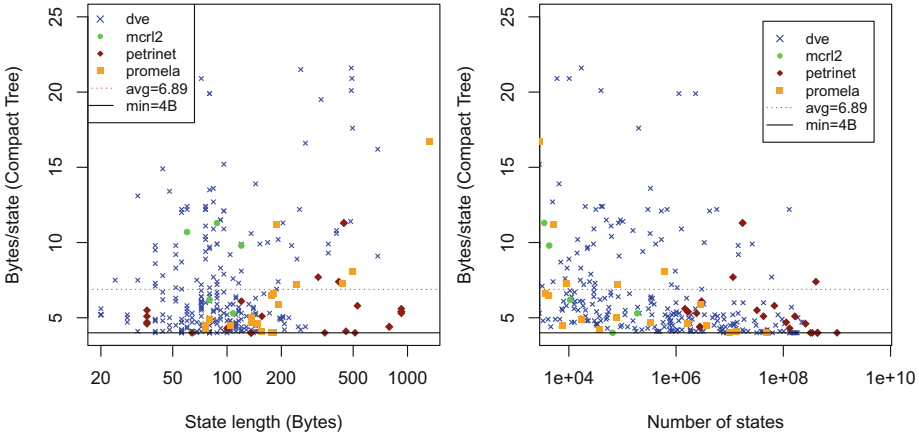 25
20
15
10
5
Bytes/state (Compact Tree)
dve
mcrl2
petrinet
promela
avg=6.89
min=4B
20 50 100 200 500 1000
State length (Bytes)
25
20
15
10
5
Bytes/state (Compact Tree)
dve
mcrl2
petrinet
promela
avg=6.89
min=4B
1e+04 1e+06 1e+08 1e+10
Number of states